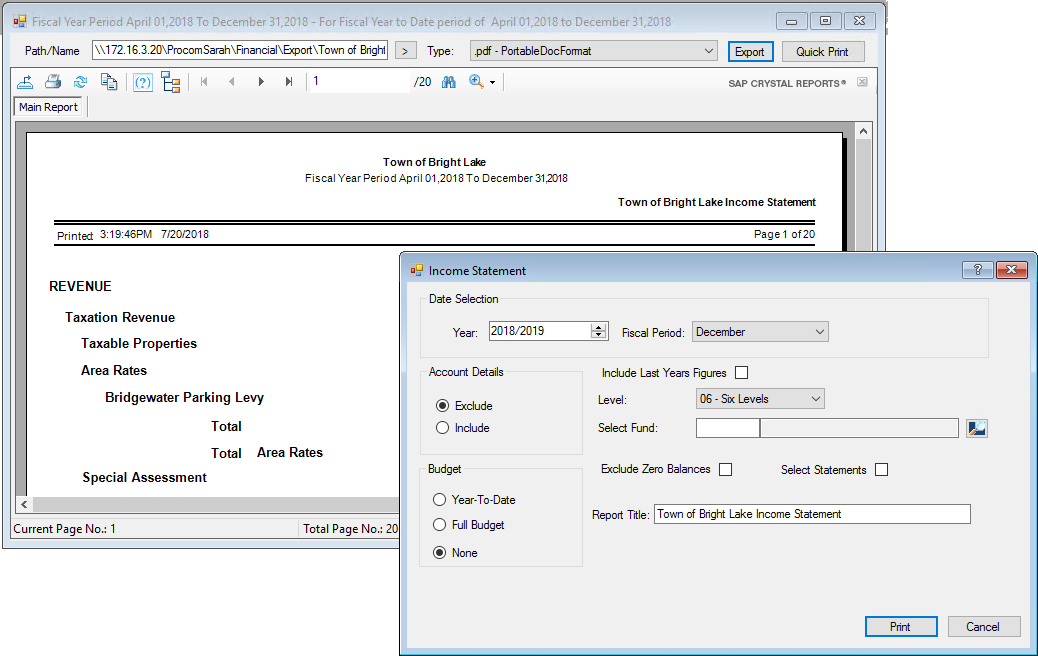 Fiscal Year Period April 01,2018 To December 31,2018 - For Fiscal Year to Date period of April 01,2018 to December 31,2018
Path/Name \\172.16.3.20\ProcomSarah\Financial\Export\Town of Bright > Type: .pdf - PortableDocFormat Export Quick Print
1 /20 SAP CRYSTAL REPORTS®
Main Report
Town of Bright Lake
Fiscal Year Period April 01,2018 To December 31,2018
Town of Bright Lake Income Statement
Printed 3:19:46PM 7/20/2018 Page 1 of 20
REVENUE
Taxation Revenue
Taxable Properties
Area Rates
Bridgewater Parking Levy
Total
Total Area Rates
Special Assessment
Current Page No.: 1 Total Page No.: 20
Income Statement
Date Selection
Year: 2018/2019 Fiscal Period: December
Account Details
Exclude
Include
Include Last Years Figures
Level: 06 - Six Levels
Select Fund:
Budget
Year-To-Date
Full Budget
None
Exclude Zero Balances Select Statements
Report Title: Town of Bright Lake Income Statement
Print Cancel